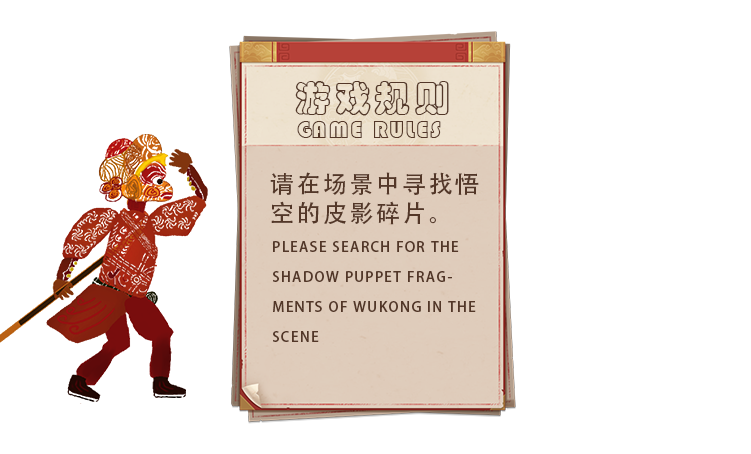 游戏规则
GAME RULES
请在场景中寻找悟
空的皮影碎片。
PLEASE SEARCH FOR THE
SHADOW PUPPET FRAG-
MENTS OF WUKONG IN THE
SCENE